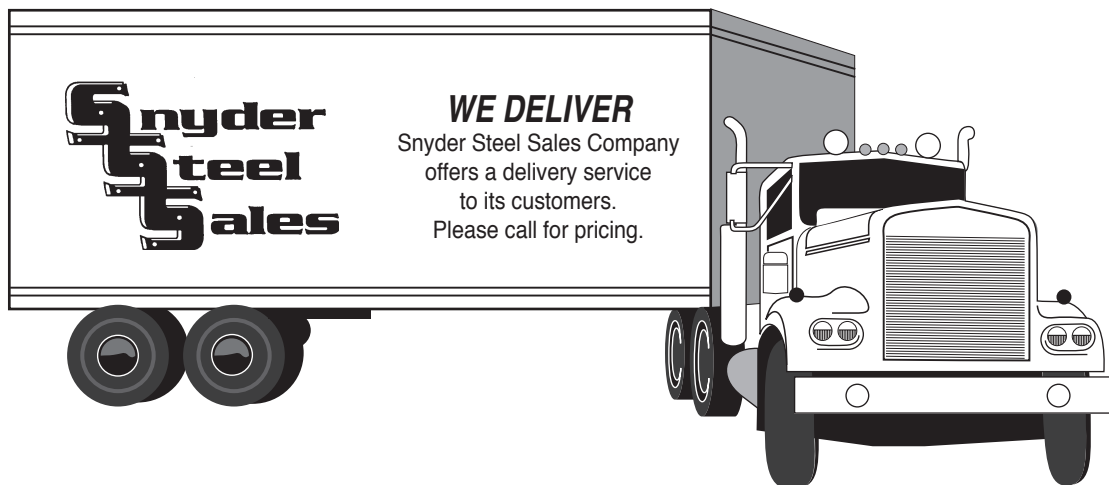 Snyder
Steel
Sales
WE DELIVER
Snyder Steel Sales Company
offers a delivery service
to its customers.
Please call for pricing.